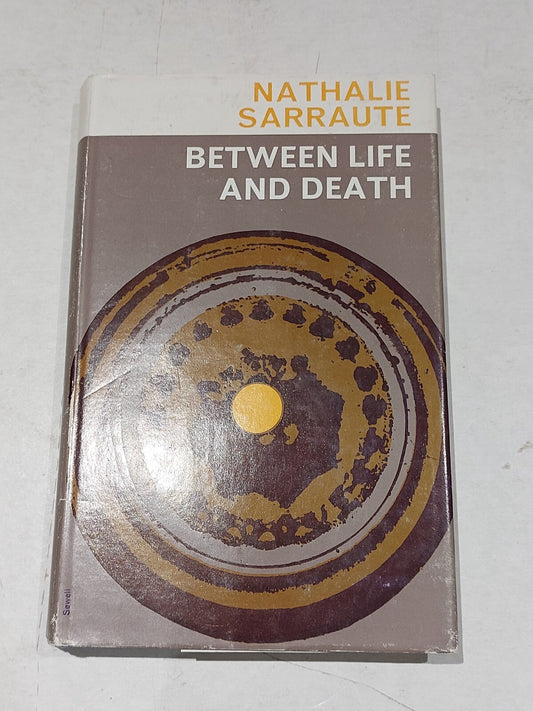 NATHALIE
SARRAUTE
BETWEEN LIFE
AND DEATH
Sewell